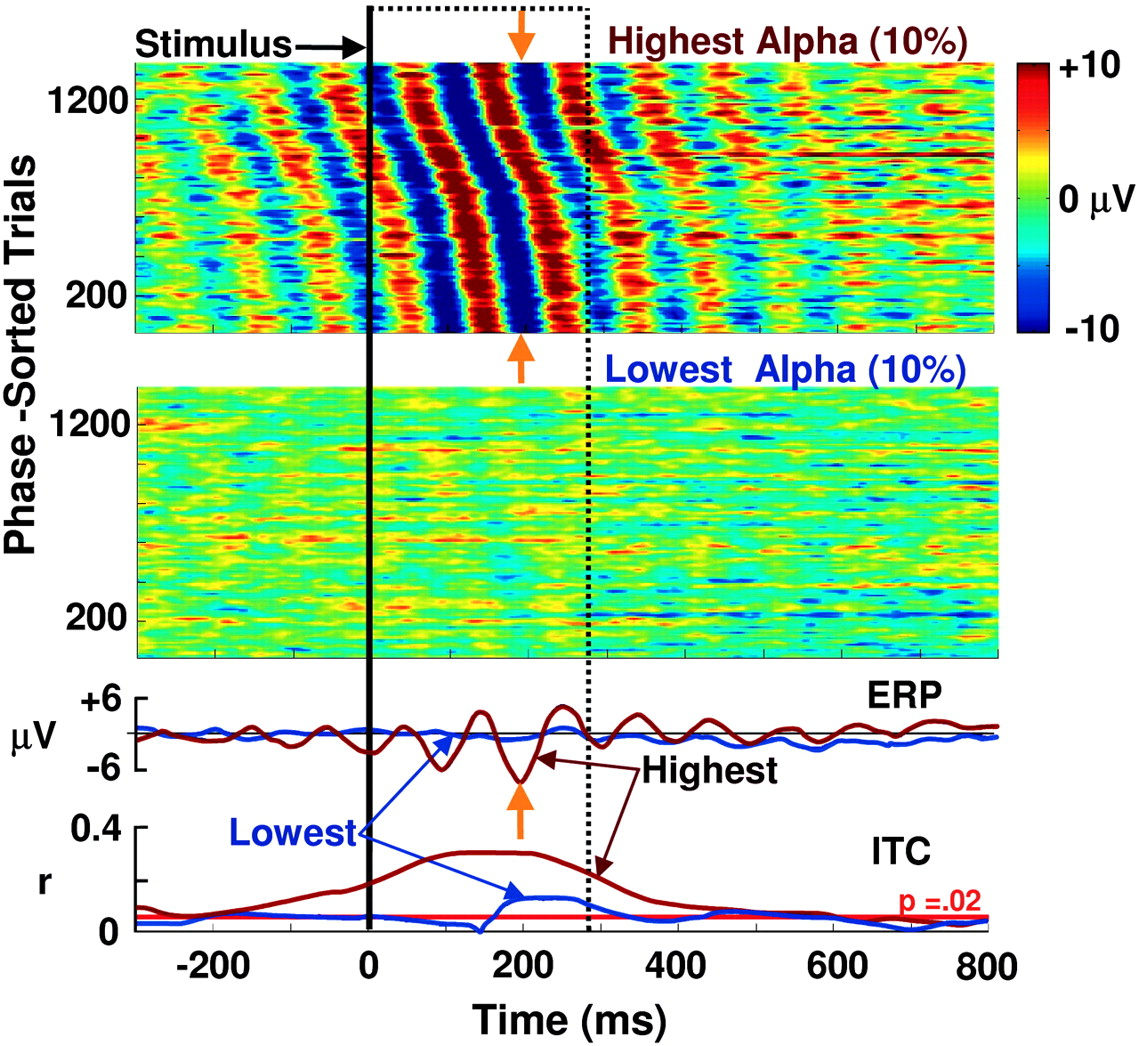 Stimulus
Highest Alpha (10%)
+10
0 μV
-10
1200
200
Phase -Sorted Trials
Lowest Alpha (10%)
1200
200
+6
μV
-6
ERP
Highest
Lowest
0.4
r
0
ITC
p =.02
-200 0 200 400 600 800
Time (ms)